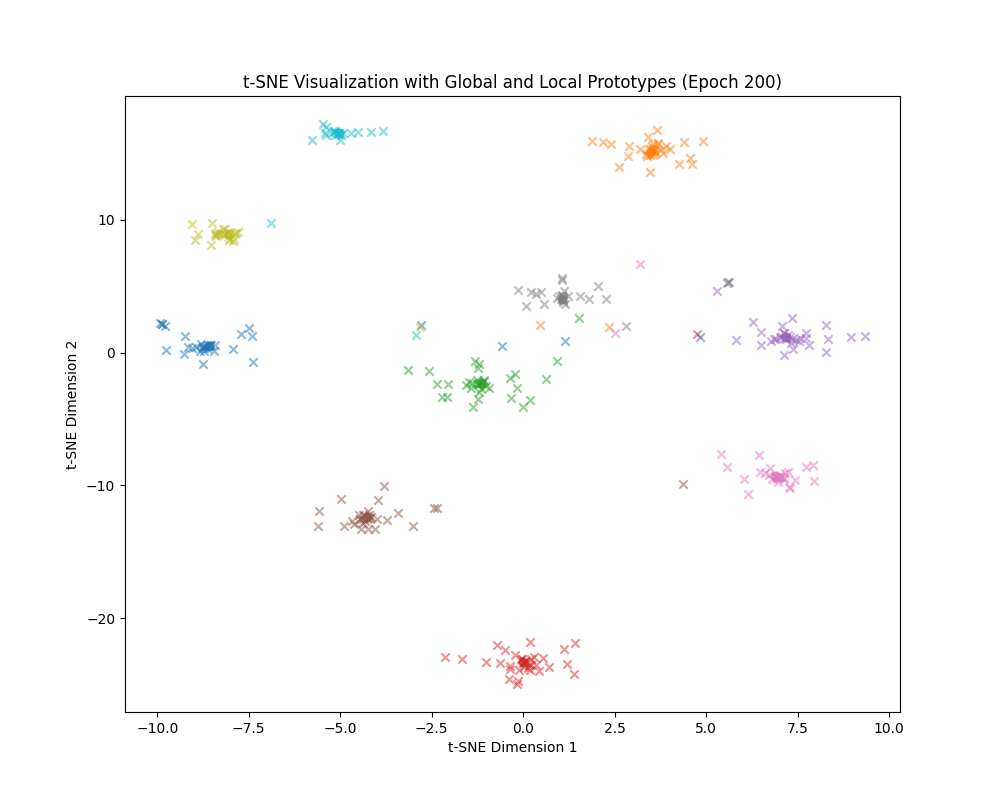 t-SNE Visualization with Global and Local Prototypes (Epoch 200)
10
0
−10
−20
t-SNE Dimension 2
−10.0 −7.5 −5.0 −2.5 0.0 2.5 5.0 7.5 10.0
t-SNE Dimension 1